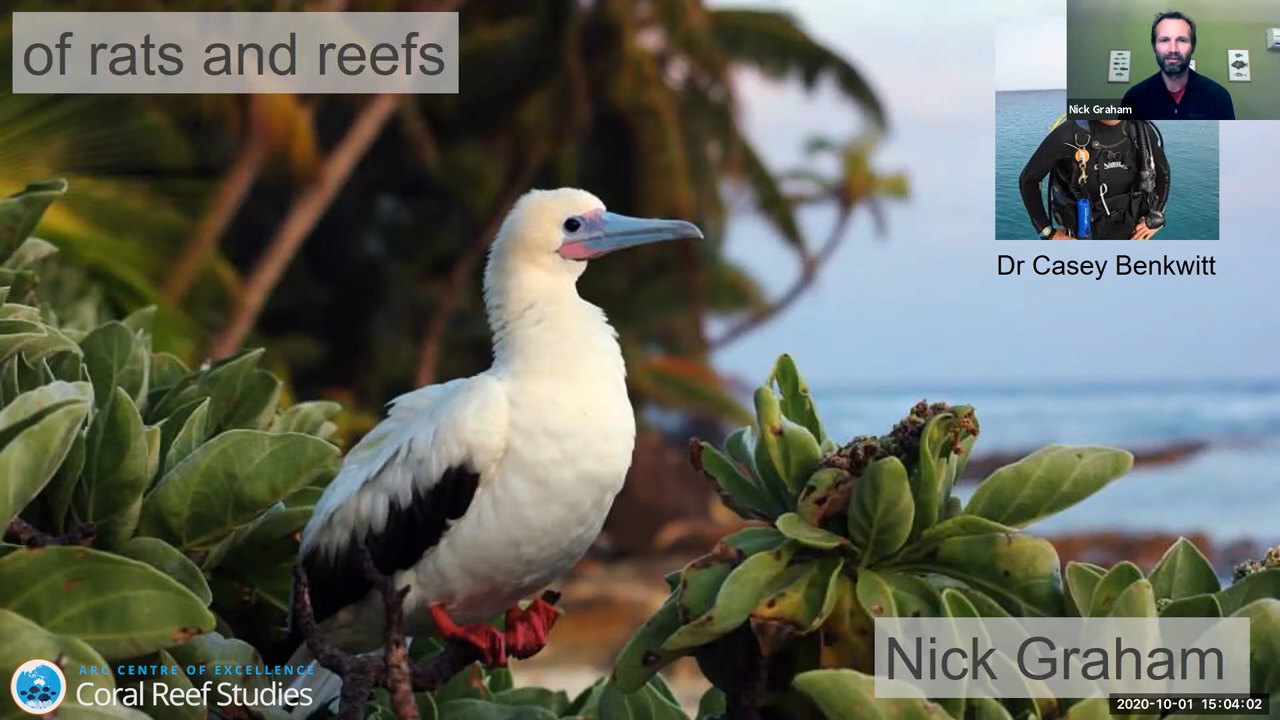 of rats and reefs
Nick Graham
Dr Casey Benkwitt
Nick Graham
ARC CENTRE OF EXCELLENCE
Coral Reef Studies
2020-10-01 15:04:02